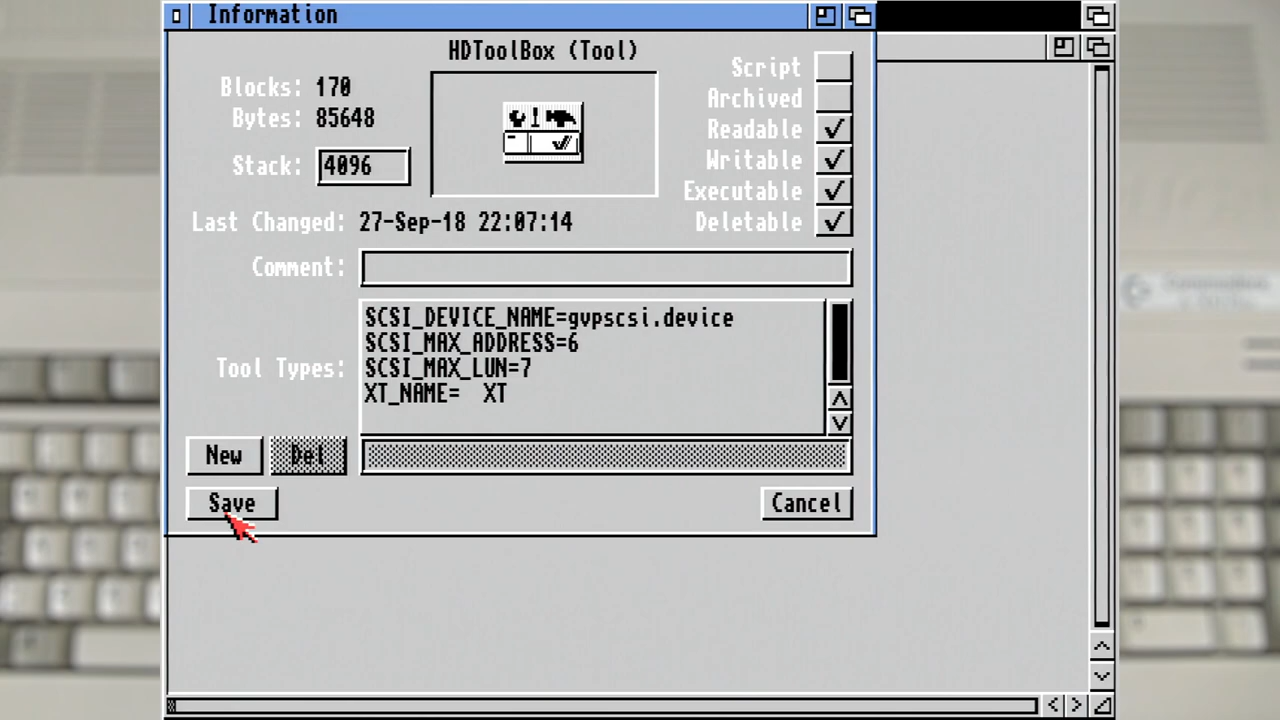 Information
HDToolBox (Tool)
Blocks: 170
Bytes: 85648
Stack: 4096
Script
Archived
Readable
Writable
Executable
Deletable
Last Changed: 27-Sep-18 22:07:14
Comment:
Tool Types:
SCSI_DEVICE_NAME=gvpscsi.device
SCSI_MAX_ADDRESS=6
SCSI_MAX_LUN=7
XT_NAME=  XT
New
Del
Save
Cancel